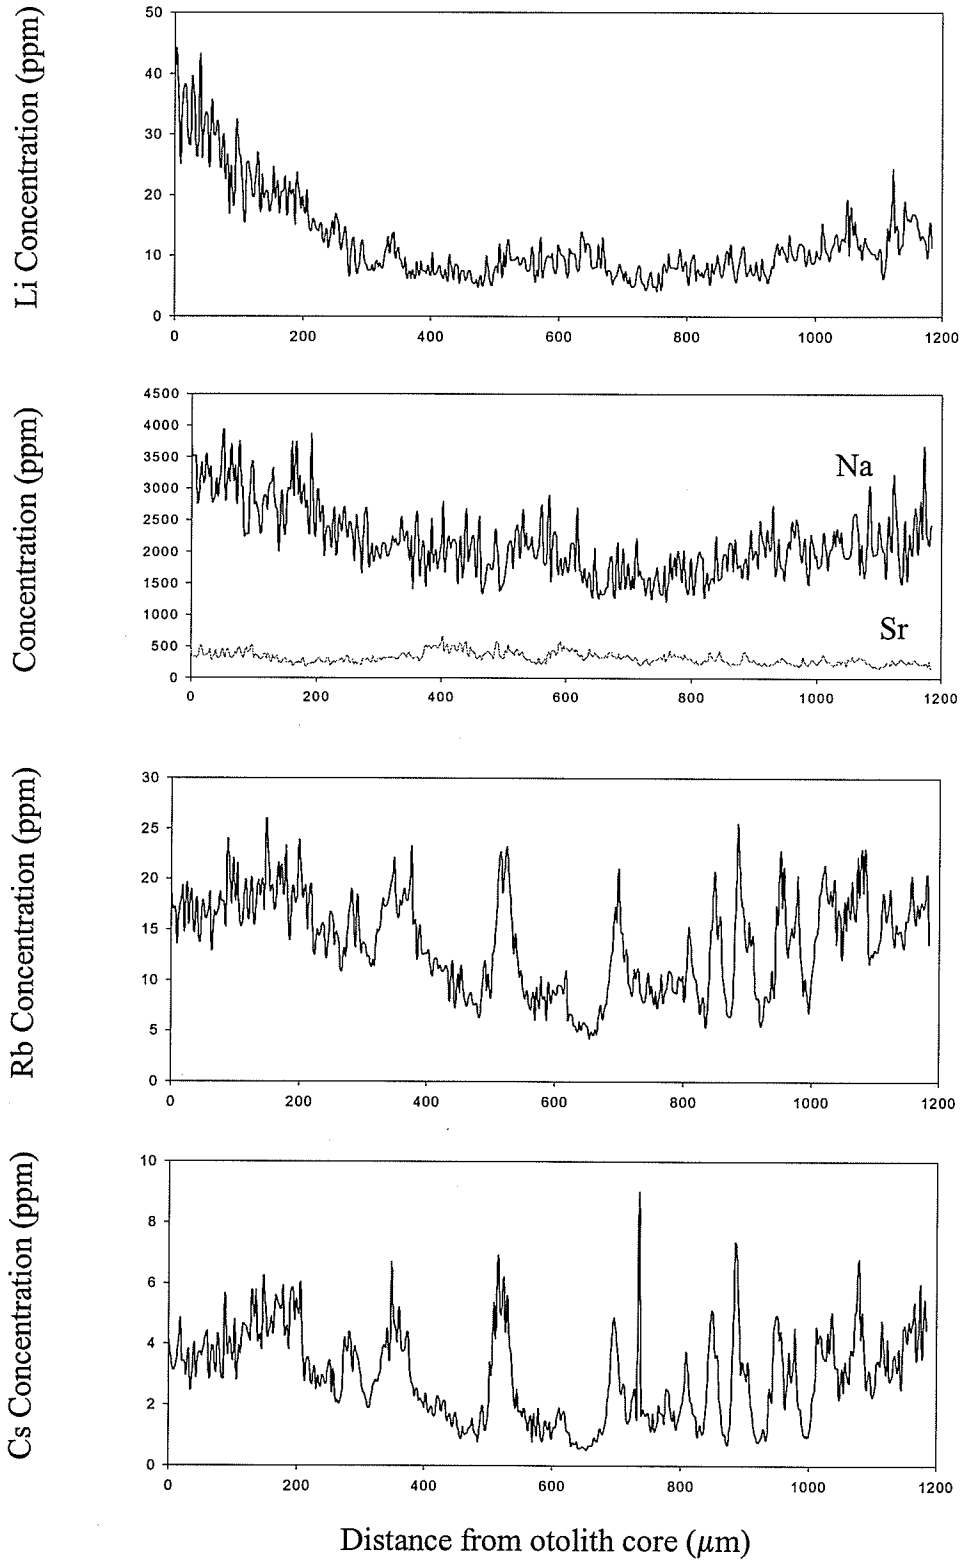 Li Concentration (ppm)
50
40
30
20
10
0
0 200 400 600 800 1000 1200
Concentration (ppm)
4500
4000
3500
3000
2500
2000
1500
1000
500
0
Na
Sr
0 200 400 600 800 1000 1200
Rb Concentration (ppm)
30
25
20
15
10
5
0
0 200 400 600 800 1000 1200
Cs Concentration (ppm)
10
8
6
4
2
0
0 200 400 600 800 1000 1200
Distance from otolith core (μm)